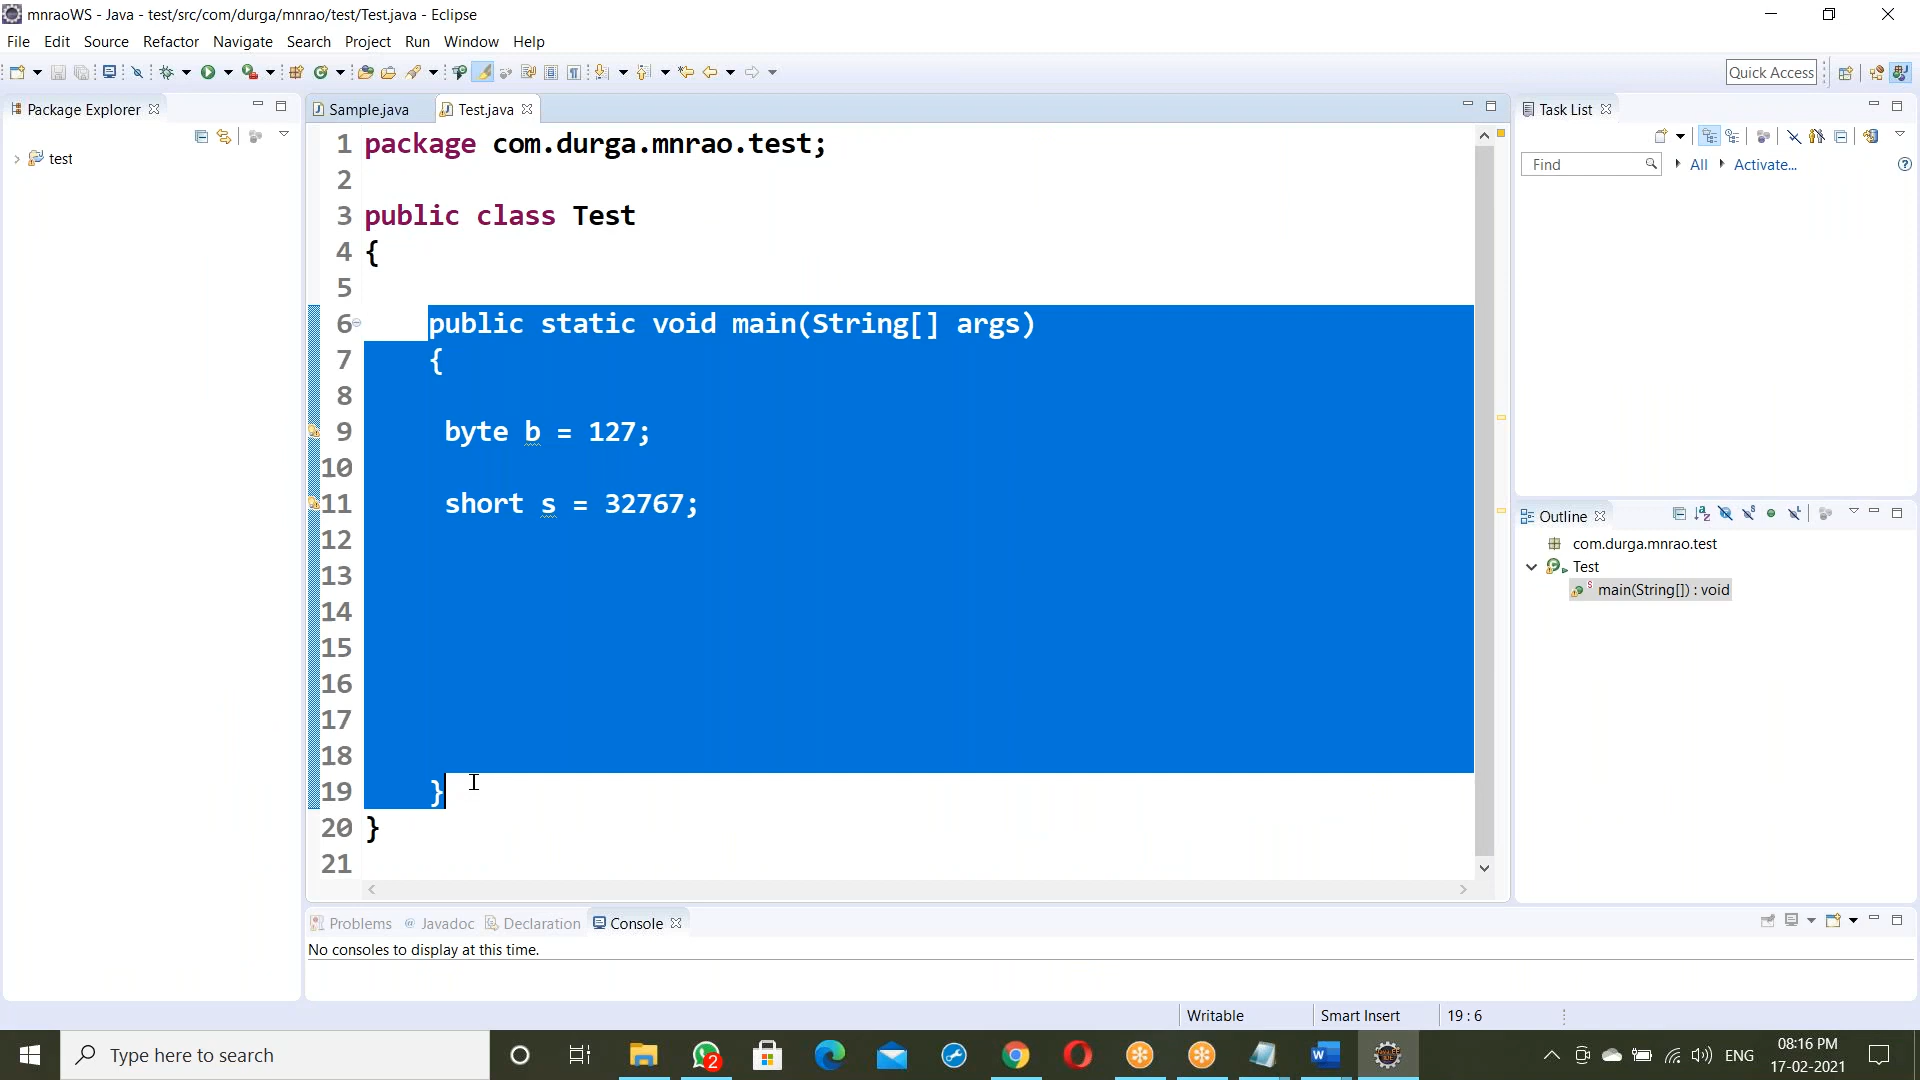 mnraoWS - Java - test/src/com/durga/mnrao/test/Test.java - Eclipse
File Edit Source Refactor Navigate Search Project Run Window Help
Quick Access
Package Explorer
test
Sample.java
Test.java
1 package com.durga.mnrao.test;
2
3 public class Test
4 {
5
6 public static void main(String[] args)
7 {
8
9 byte b = 127;
10
11 short s = 32767;
12
13
14
15
16
17
18
19 }
20 }
21
Task List
Find
All
Activate...
Outline
com.durga.mnrao.test
Test
main(String[]) : void
Problems
Javadoc
Declaration
Console
No consoles to display at this time.
Writable
Smart Insert
19 : 6
Type here to search
2
ENG
08:16 PM
17-02-2021